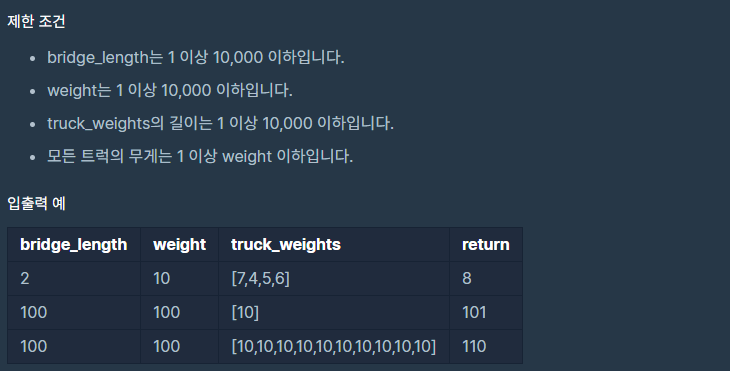 제한 조건
• bridge_length는 1 이상 10,000 이하입니다.
• weight는 1 이상 10,000 이하입니다.
• truck_weights의 길이는 1 이상 10,000 이하입니다.
• 모든 트럭의 무게는 1 이상 weight 이하입니다.
입출력 예
bridge_length weight truck_weights return
2 10 [7,4,5,6] 8
100 100 [10] 101
100 100 [10,10,10,10,10,10,10,10,10,10] 110